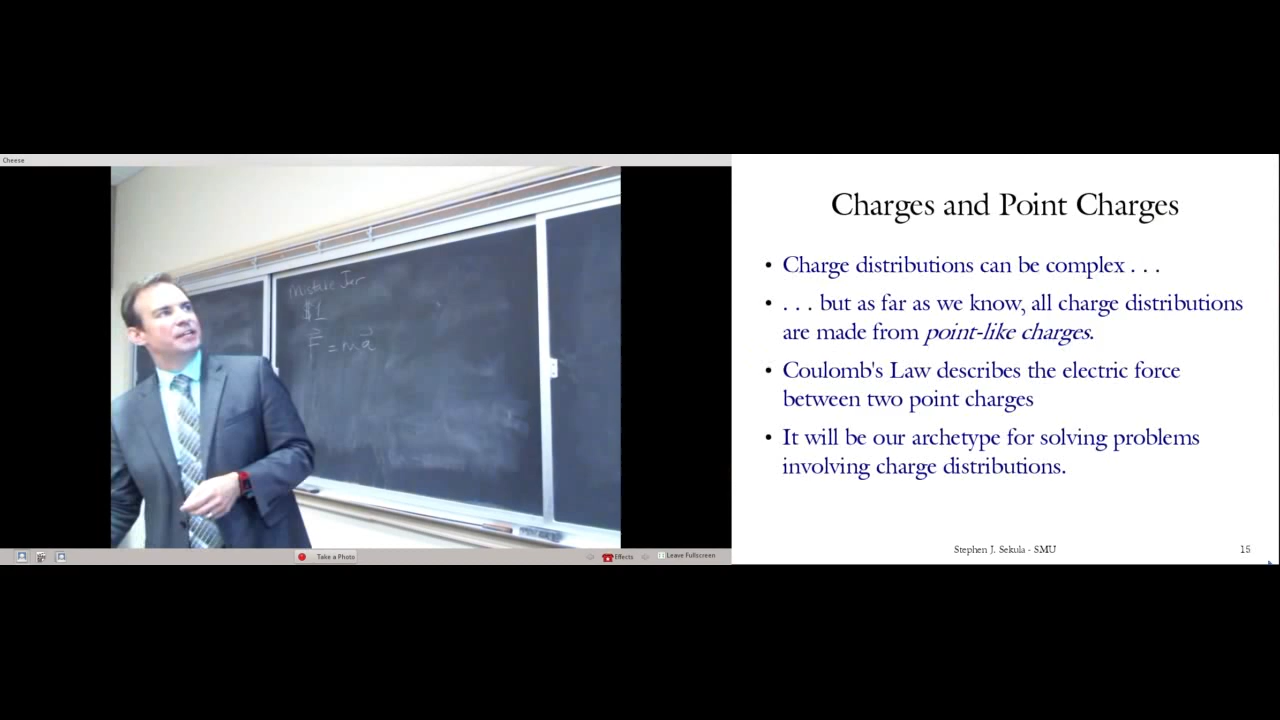 Cheese
Mistake Jar
$1
F⃗ = ma⃗
Take a Photo
Effects
Leave Fullscreen
Charges and Point Charges
• Charge distributions can be complex . . .
• . . . but as far as we know, all charge distributions
are made from point-like charges.
• Coulomb's Law describes the electric force
between two point charges
• It will be our archetype for solving problems
involving charge distributions.
Stephen J. Sekula - SMU
15